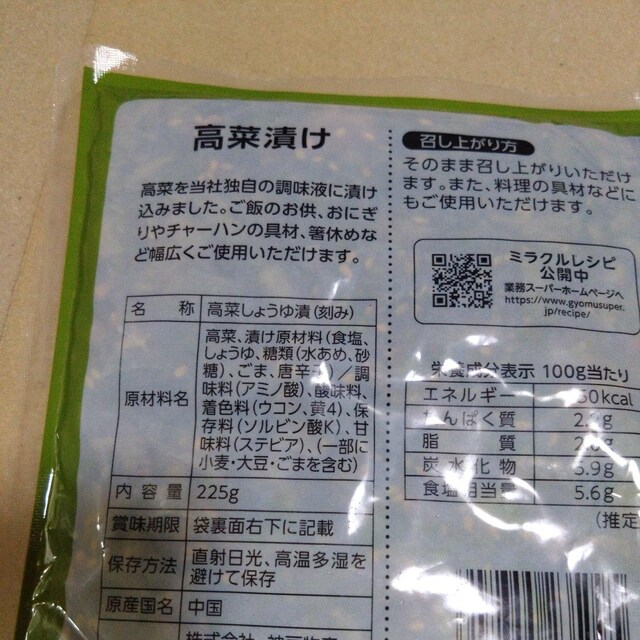 高菜漬け
高菜を当社独自の調味液に漬け
込みました。ご飯のお供、おにぎ
りやチャーハンの具材、箸休めな
ど幅広くご使用いただけます。
名 称 高菜しょうゆ漬(刻み)
原材料名
高菜、漬け原材料(食塩、
しょうゆ、糖類(水あめ、砂
糖)、ごま、唐辛子)/調
味料(アミノ酸)、酸味料、
着色料(ウコン、黄4)、保
存料(ソルビン酸K)、甘
味料(ステビア)、(一部に
小麦・大豆・ごまを含む)
内容量 225g
賞味期限 袋裏面右下に記載
保存方法 直射日光、高温多湿を
避けて保存
原産国名 中国
株式会社 神戸物産
召し上がり方
そのまま召し上がりいただけ
ます。また、料理の具材などに
もご使用いただけます。
ミラクルレシピ
公開中
業務スーパーホームページへ
https://www.gyomusuper.
jp/recipe/
栄養成分表示 100g当たり
エネルギー kcal
たんぱく質 g
脂 質 g
炭水化物 .9g
食塩相当量 5.6g
(推定